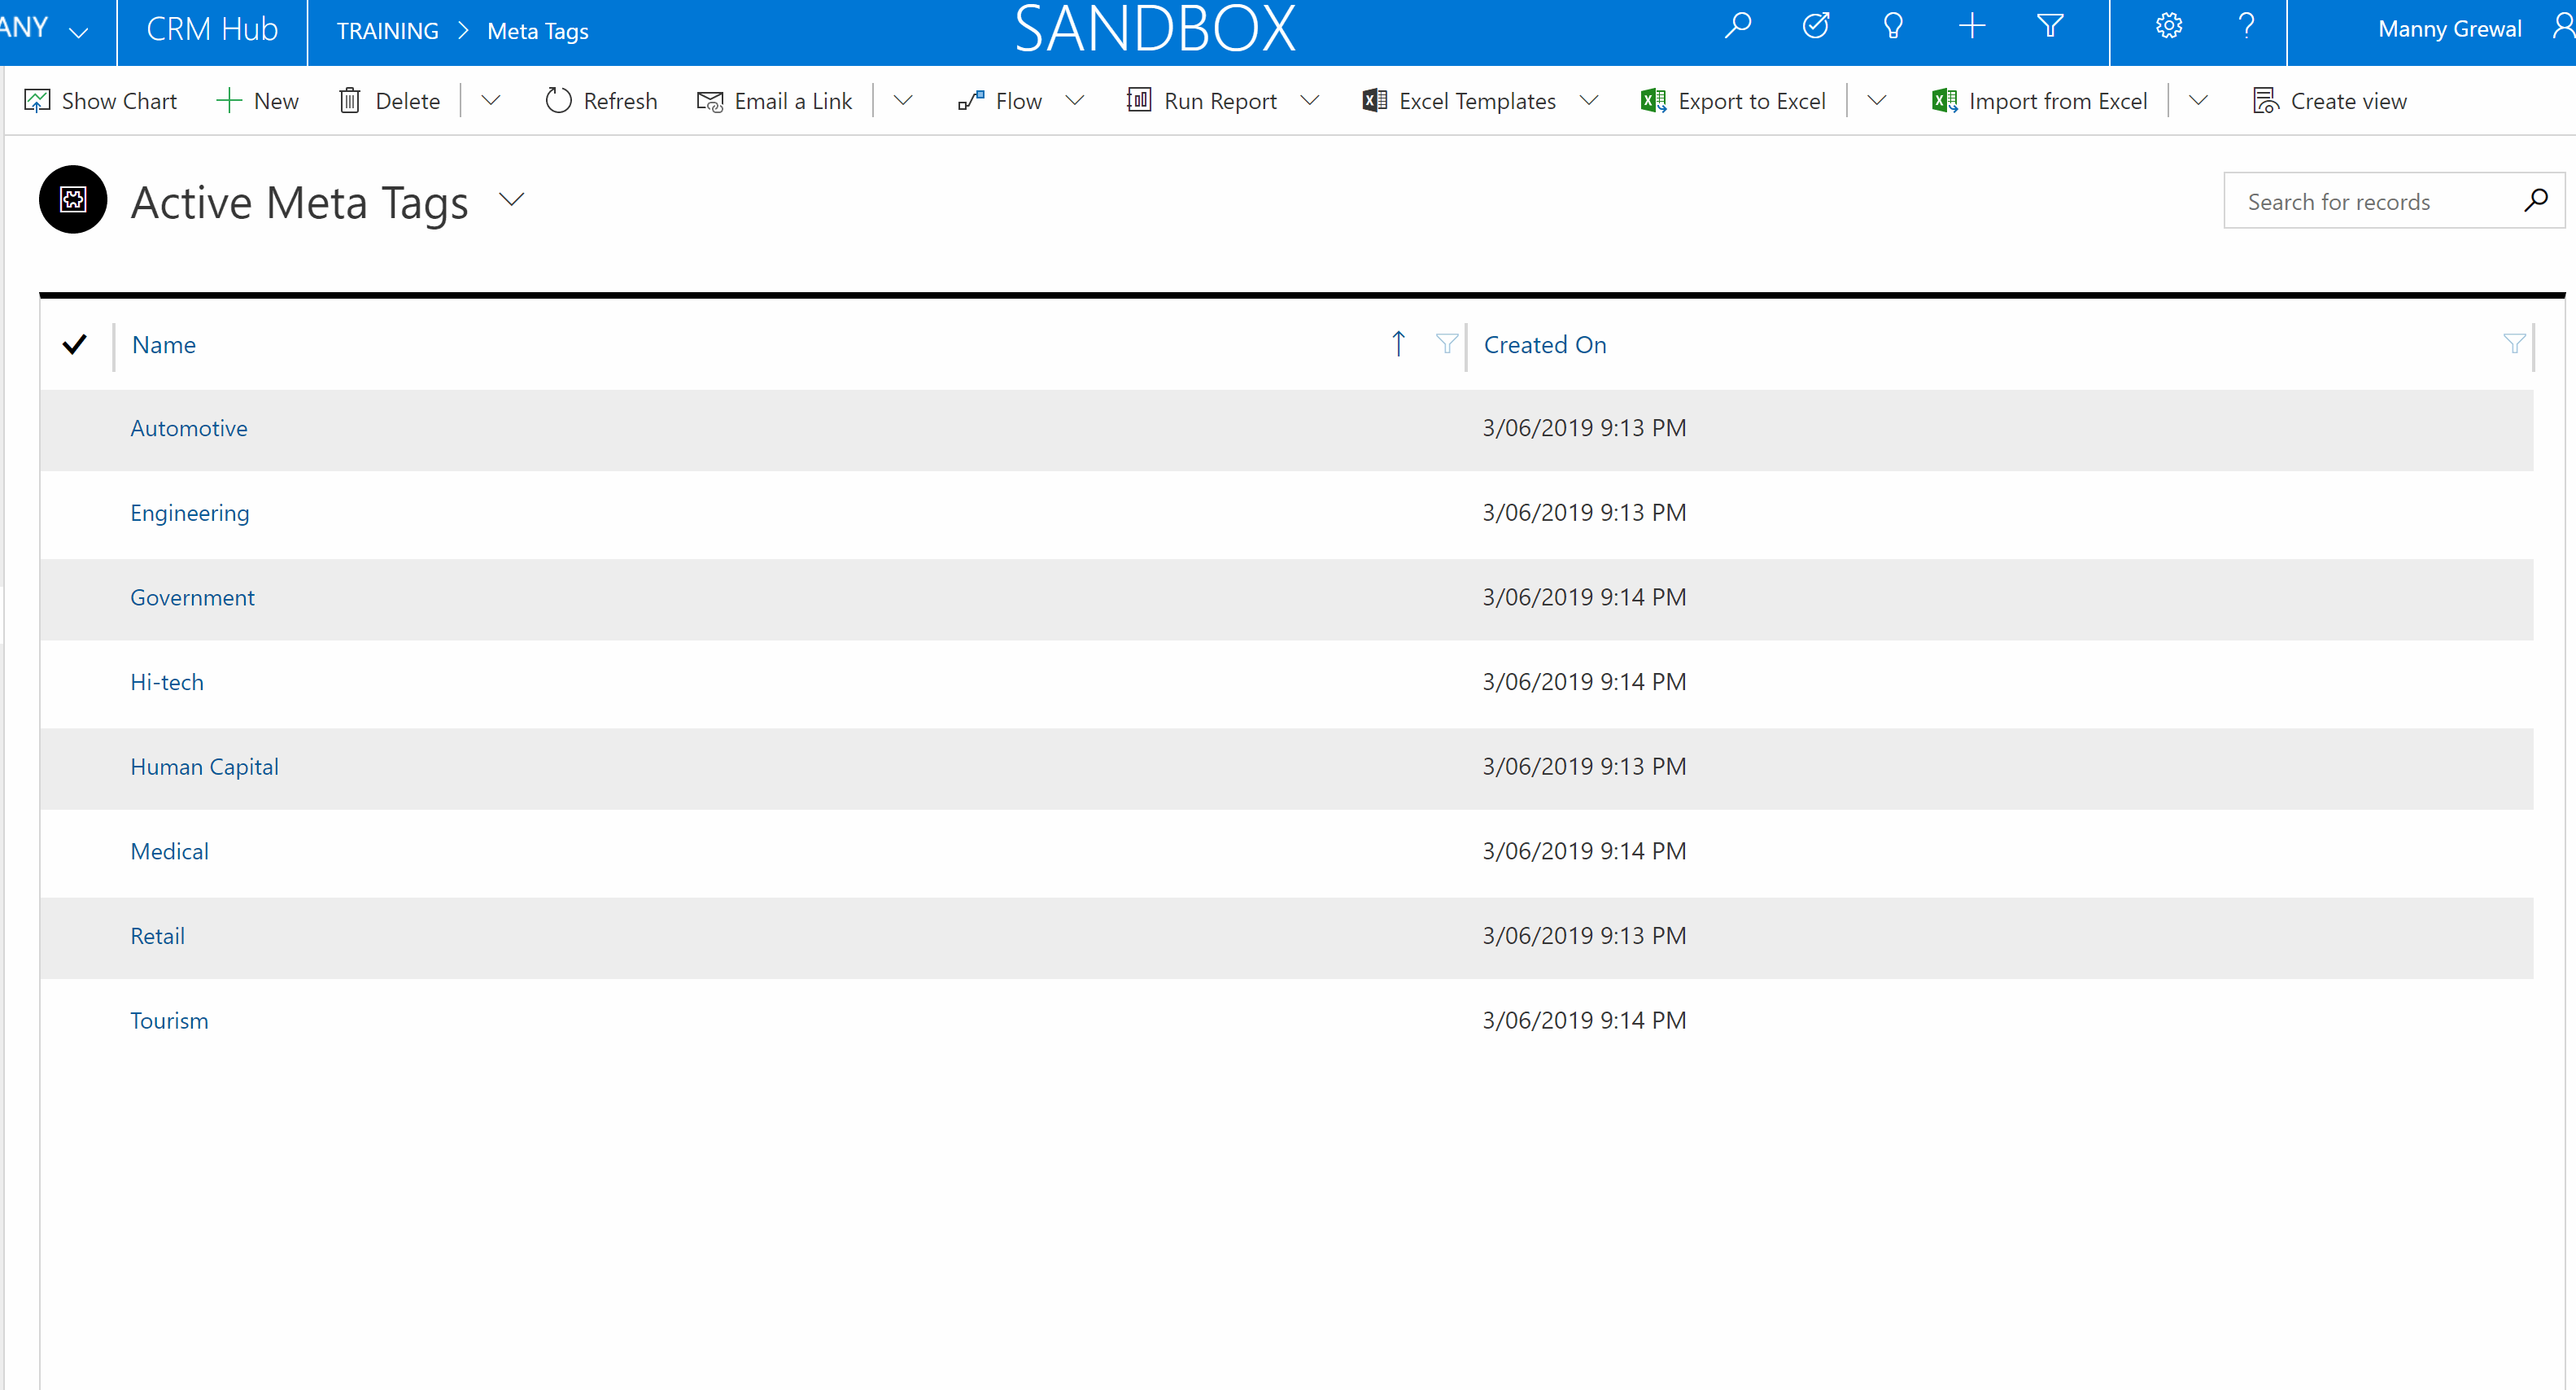 ANY CRM Hub TRAINING > Meta Tags SANDBOX ? Manny Grewal
Show Chart New Delete Refresh Email a Link Flow Run Report Excel Templates Export to Excel Import from Excel Create view
Active Meta Tags Search for records
Name Created On
Automotive 3/06/2019 9:13 PM
Engineering 3/06/2019 9:13 PM
Government 3/06/2019 9:14 PM
Hi-tech 3/06/2019 9:14 PM
Human Capital 3/06/2019 9:13 PM
Medical 3/06/2019 9:14 PM
Retail 3/06/2019 9:13 PM
Tourism 3/06/2019 9:14 PM